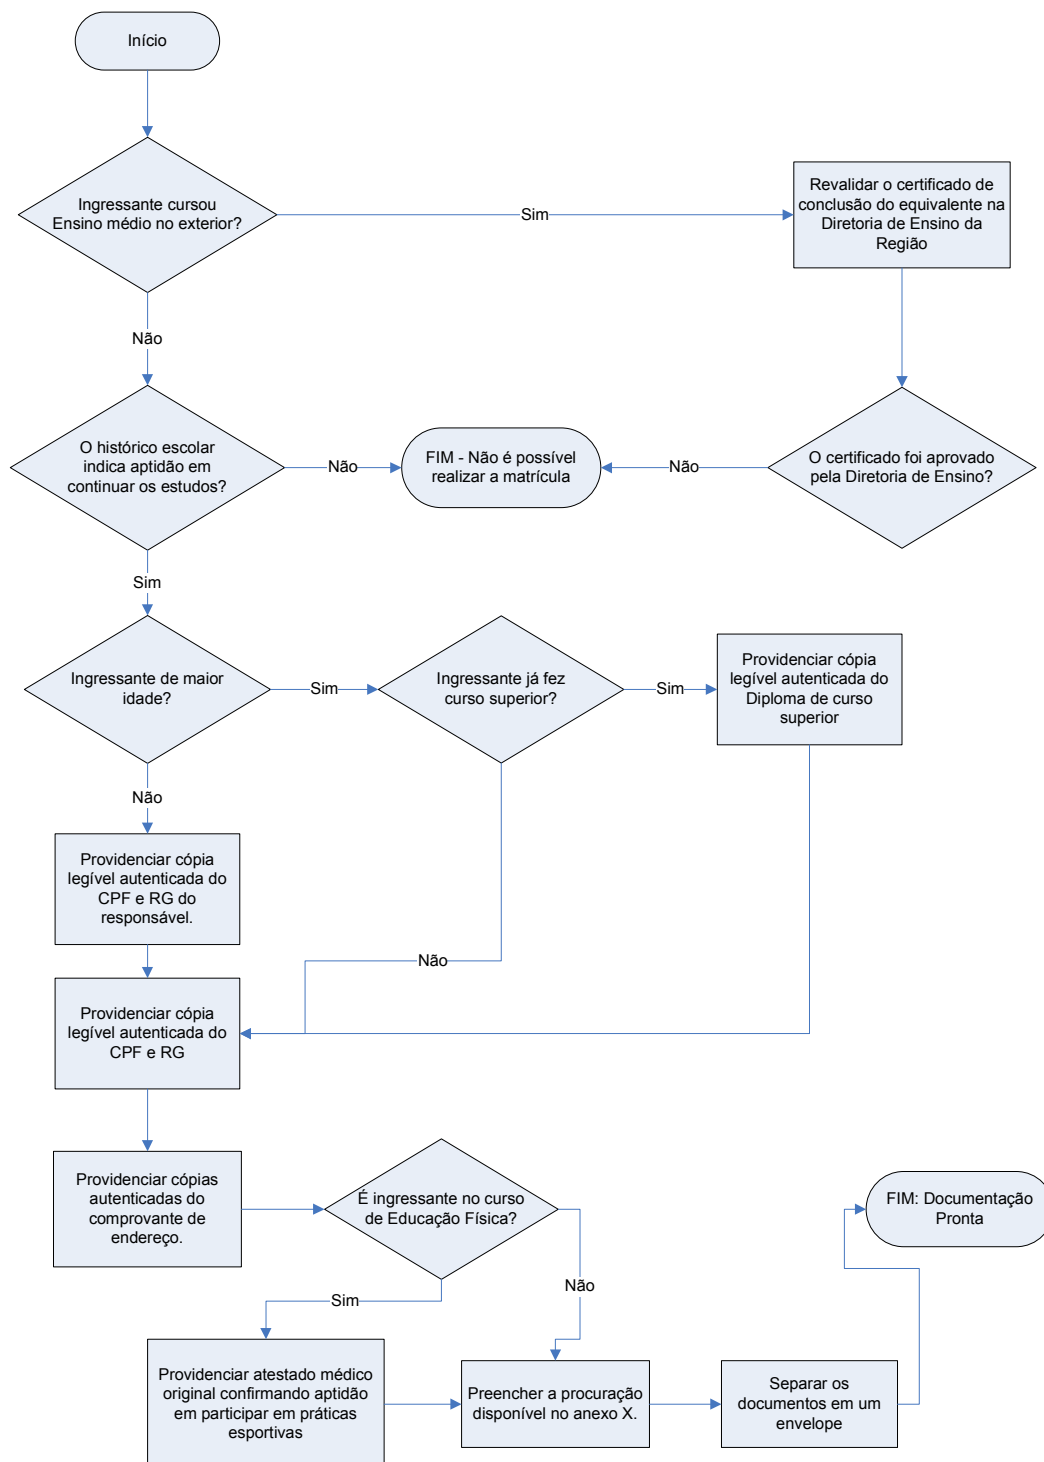 Início
Ingressante cursou
Ensino médio no exterior?
Sim
Revalidar o certificado de
conclusão do equivalente na
Diretoria de Ensino da
Região
Não
O histórico escolar
indica aptidão em
continuar os estudos?
Não
FIM - Não é possível
realizar a matrícula
Não
O certificado foi aprovado
pela Diretoria de Ensino?
Sim
Ingressante de maior
idade?
Sim
Ingressante já fez
curso superior?
Sim
Providenciar cópia
legível autenticada do
Diploma de curso
superior
Não
Providenciar cópia
legível autenticada do
CPF e RG do
responsável.
Não
Providenciar cópia
legível autenticada do
CPF e RG
Providenciar cópias
autenticadas do
comprovante de
endereço.
É ingressante no curso
de Educação Física?
FIM: Documentação
Pronta
Não
Sim
Providenciar atestado médico
original confirmando aptidão
em participar em práticas
esportivas
Preencher a procuração
disponível no anexo X.
Separar os
documentos em um
envelope